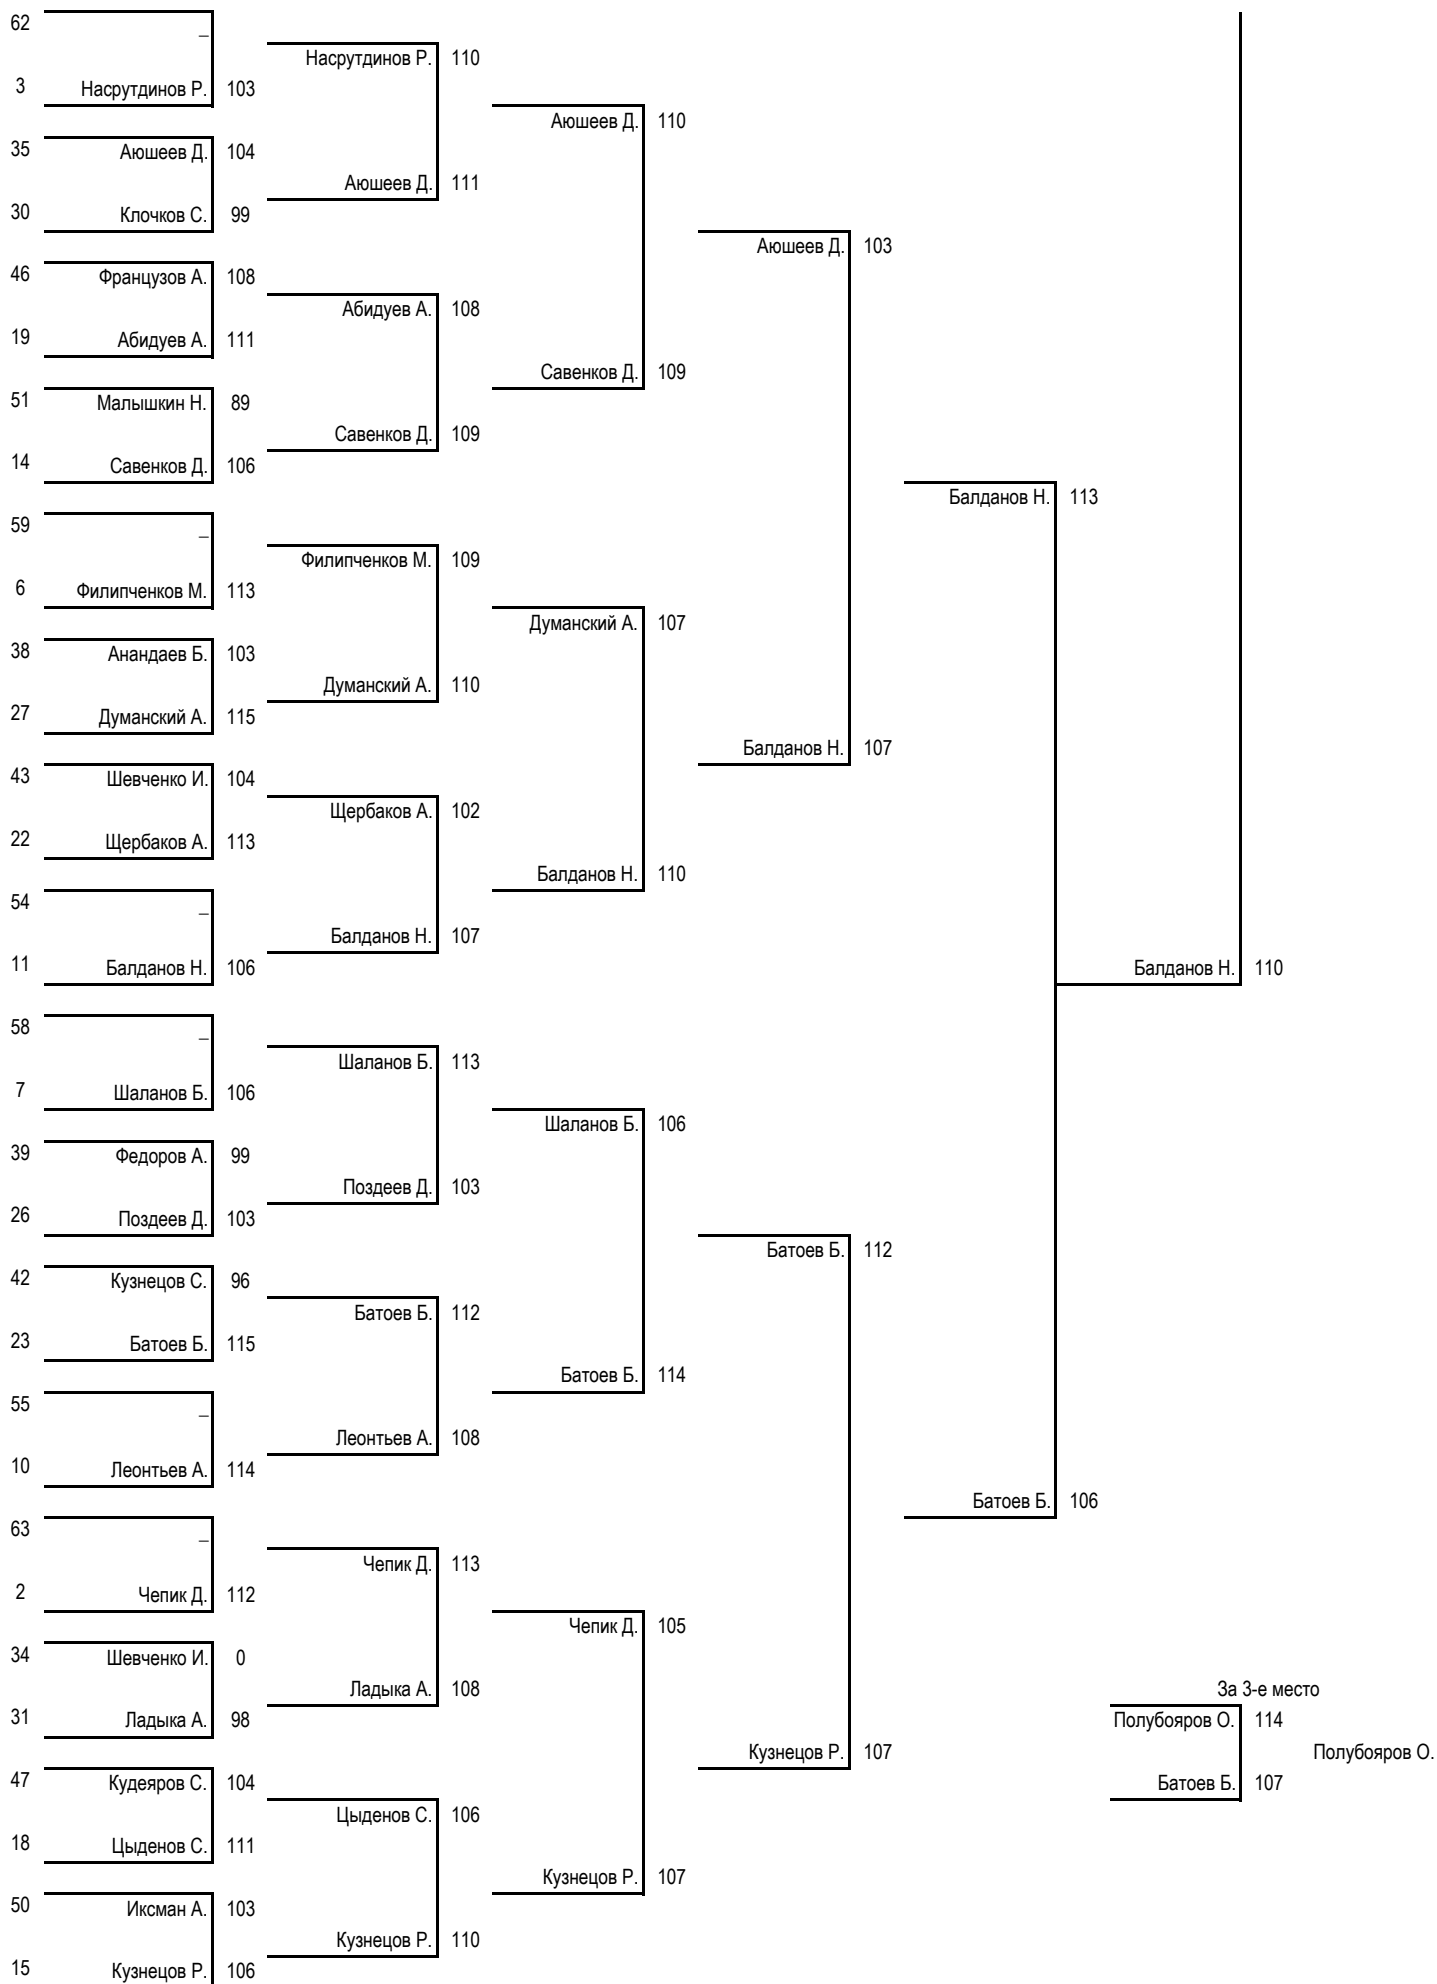 62
_
Насрутдинов Р. 110
3 Насрутдинов Р. 103
Аюшеев Д. 110
35 Аюшеев Д. 104
Аюшеев Д. 111
30 Клочков С. 99
Аюшеев Д. 103
46 Французов А. 108
Абидуев А. 108
19 Абидуев А. 111
Савенков Д. 109
51 Малышкин Н. 89
Савенков Д. 109
14 Савенков Д. 106
Балданов Н. 113
59
_
Филипченков М. 109
6 Филипченков М. 113
Думанский А. 107
38 Анандаев Б. 103
Думанский А. 110
27 Думанский А. 115
Балданов Н. 107
43 Шевченко И. 104
Щербаков А. 102
22 Щербаков А. 113
Балданов Н. 110
54
_
Балданов Н. 107
11 Балданов Н. 106
Балданов Н. 110
58
_
Шаланов Б. 113
7 Шаланов Б. 106
Шаланов Б. 106
39 Федоров А. 99
Поздеев Д. 103
26 Поздеев Д. 103
Батоев Б. 112
42 Кузнецов С. 96
Батоев Б. 112
23 Батоев Б. 115
Батоев Б. 114
55
_
Леонтьев А. 108
10 Леонтьев А. 114
Батоев Б. 106
63
_
Чепик Д. 113
2 Чепик Д. 112
Чепик Д. 105
34 Шевченко И. 0
Ладыка А. 108
За 3-е место
31 Ладыка А. 98
Полубояров О. 114
Кузнецов Р. 107
Полубояров О.
47 Кудеяров С. 104
Батоев Б. 107
Цыденов С. 106
18 Цыденов С. 111
Кузнецов Р. 107
50 Иксман А. 103
Кузнецов Р. 110
15 Кузнецов Р. 106